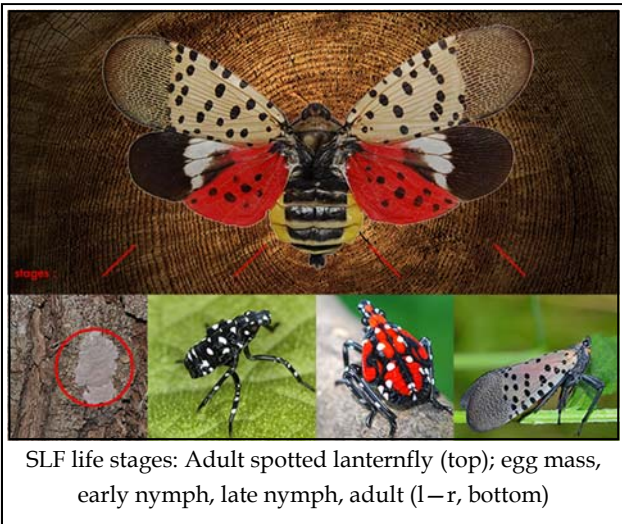 stages :
SLF life stages: Adult spotted lanternfly (top); egg mass,
early nymph, late nymph, adult (l—r, bottom)